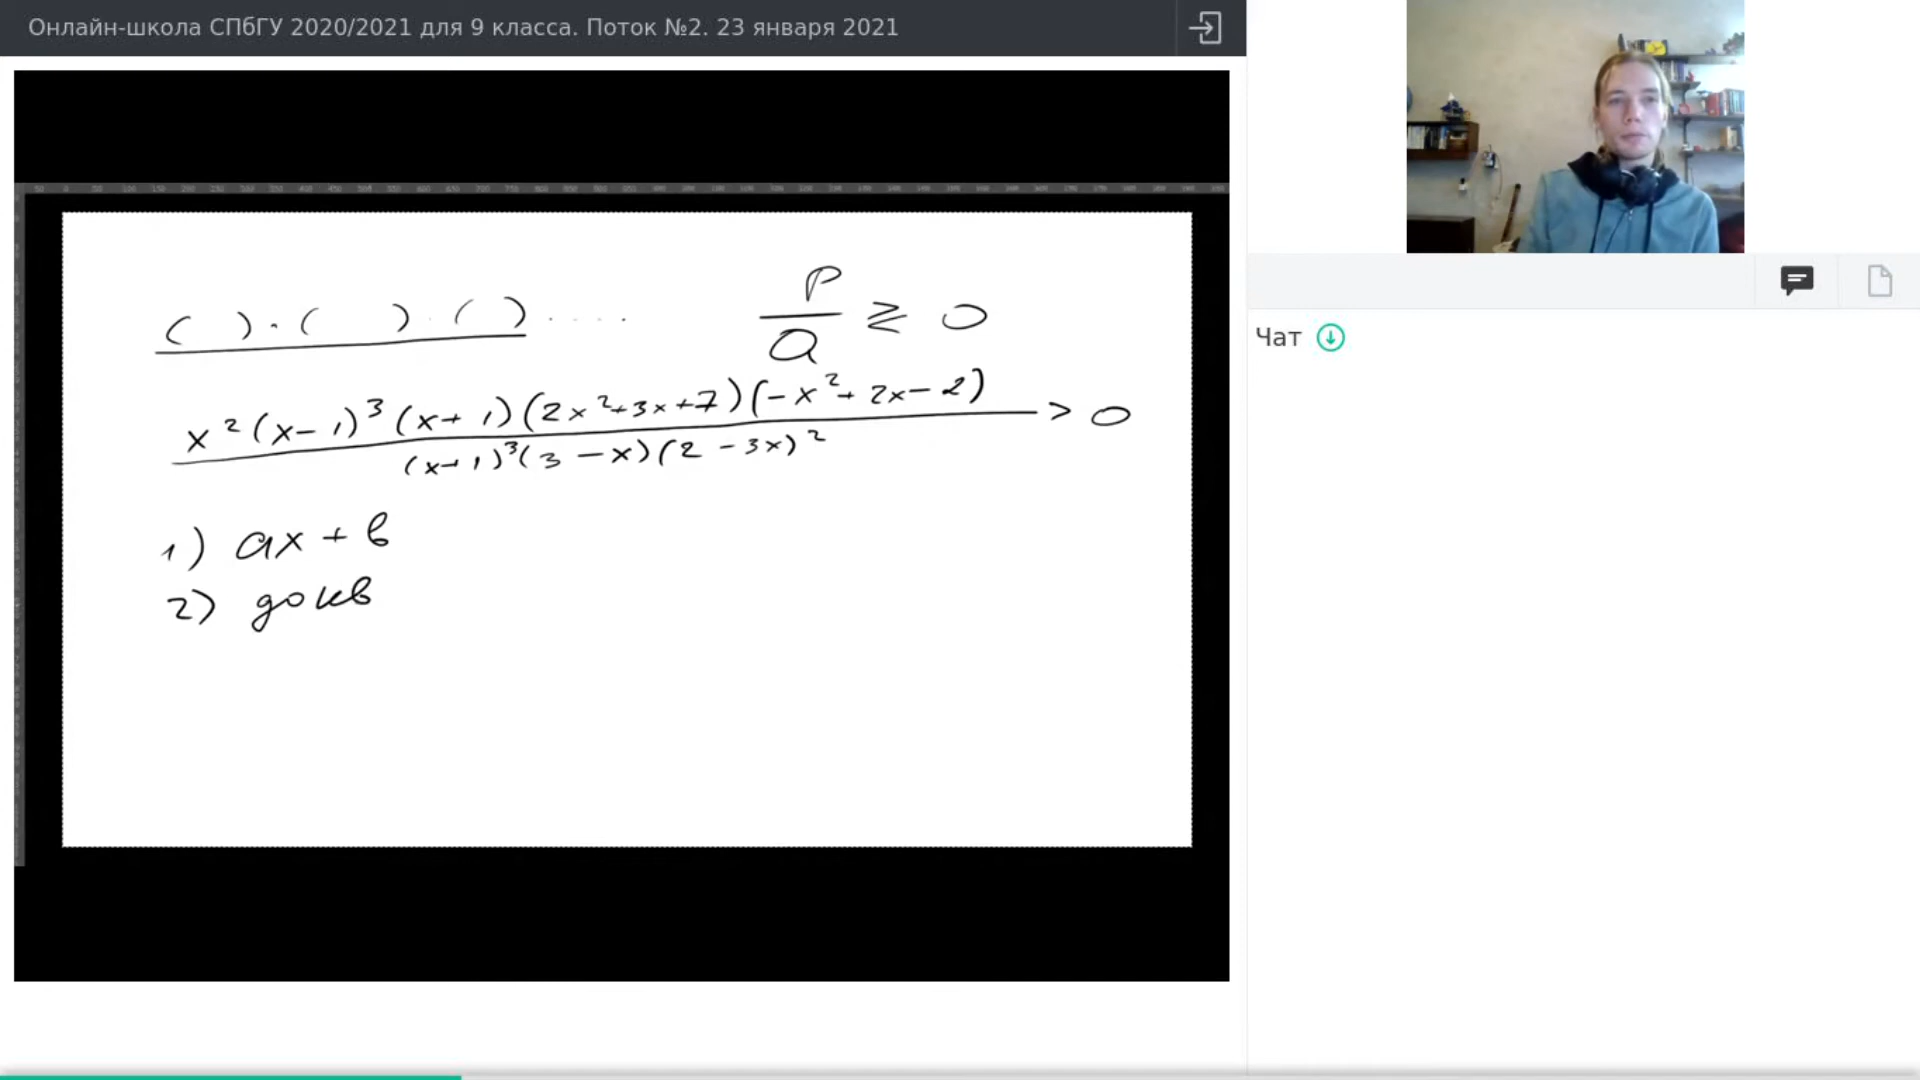 Онлайн-школа СПбГУ 2020/2021 для 9 класса. Поток №2. 23 января 2021
( ) · ( ) · ( ) ....
P/Q ≷ 0
x²(x-1)³(x+1)(2x²+3x+7)(-x²+2x-2)/(x+1)³(3-x)(2-3x)² > 0
1) ax + b
2) докв
Чат